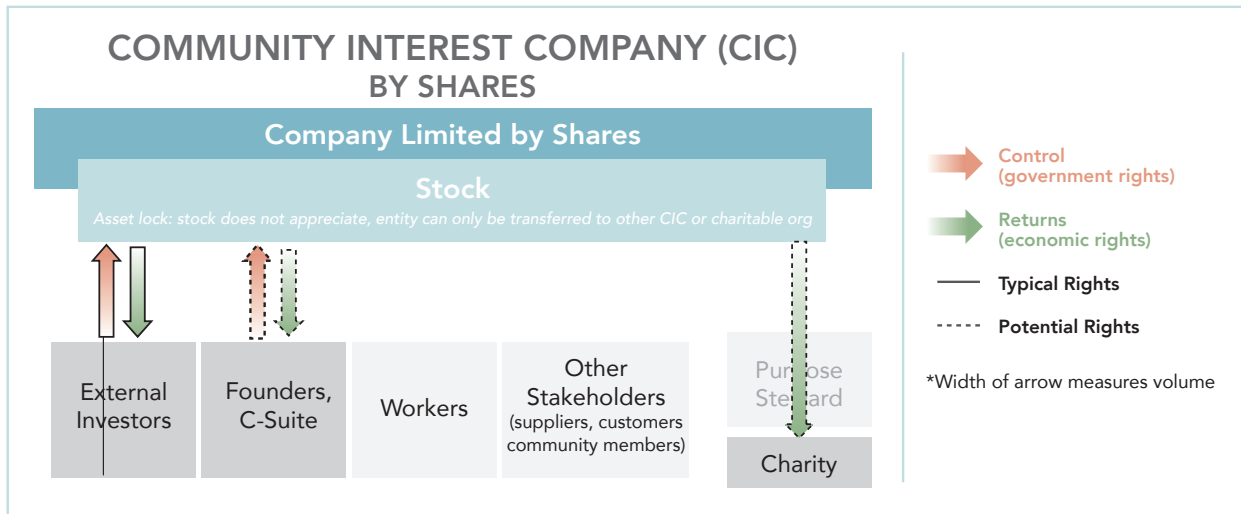 COMMUNITY INTEREST COMPANY (CIC)
BY SHARES
Company Limited by Shares
Stock
Asset lock: stock does not appreciate, entity can only be transferred to other CIC or charitable org
External
Investors
Founders,
C-Suite
Workers
Other
Stakeholders
(suppliers, customers
community members)
Purpose
Steward
Charity
Control
(government rights)
Returns
(economic rights)
Typical Rights
Potential Rights
*Width of arrow measures volume